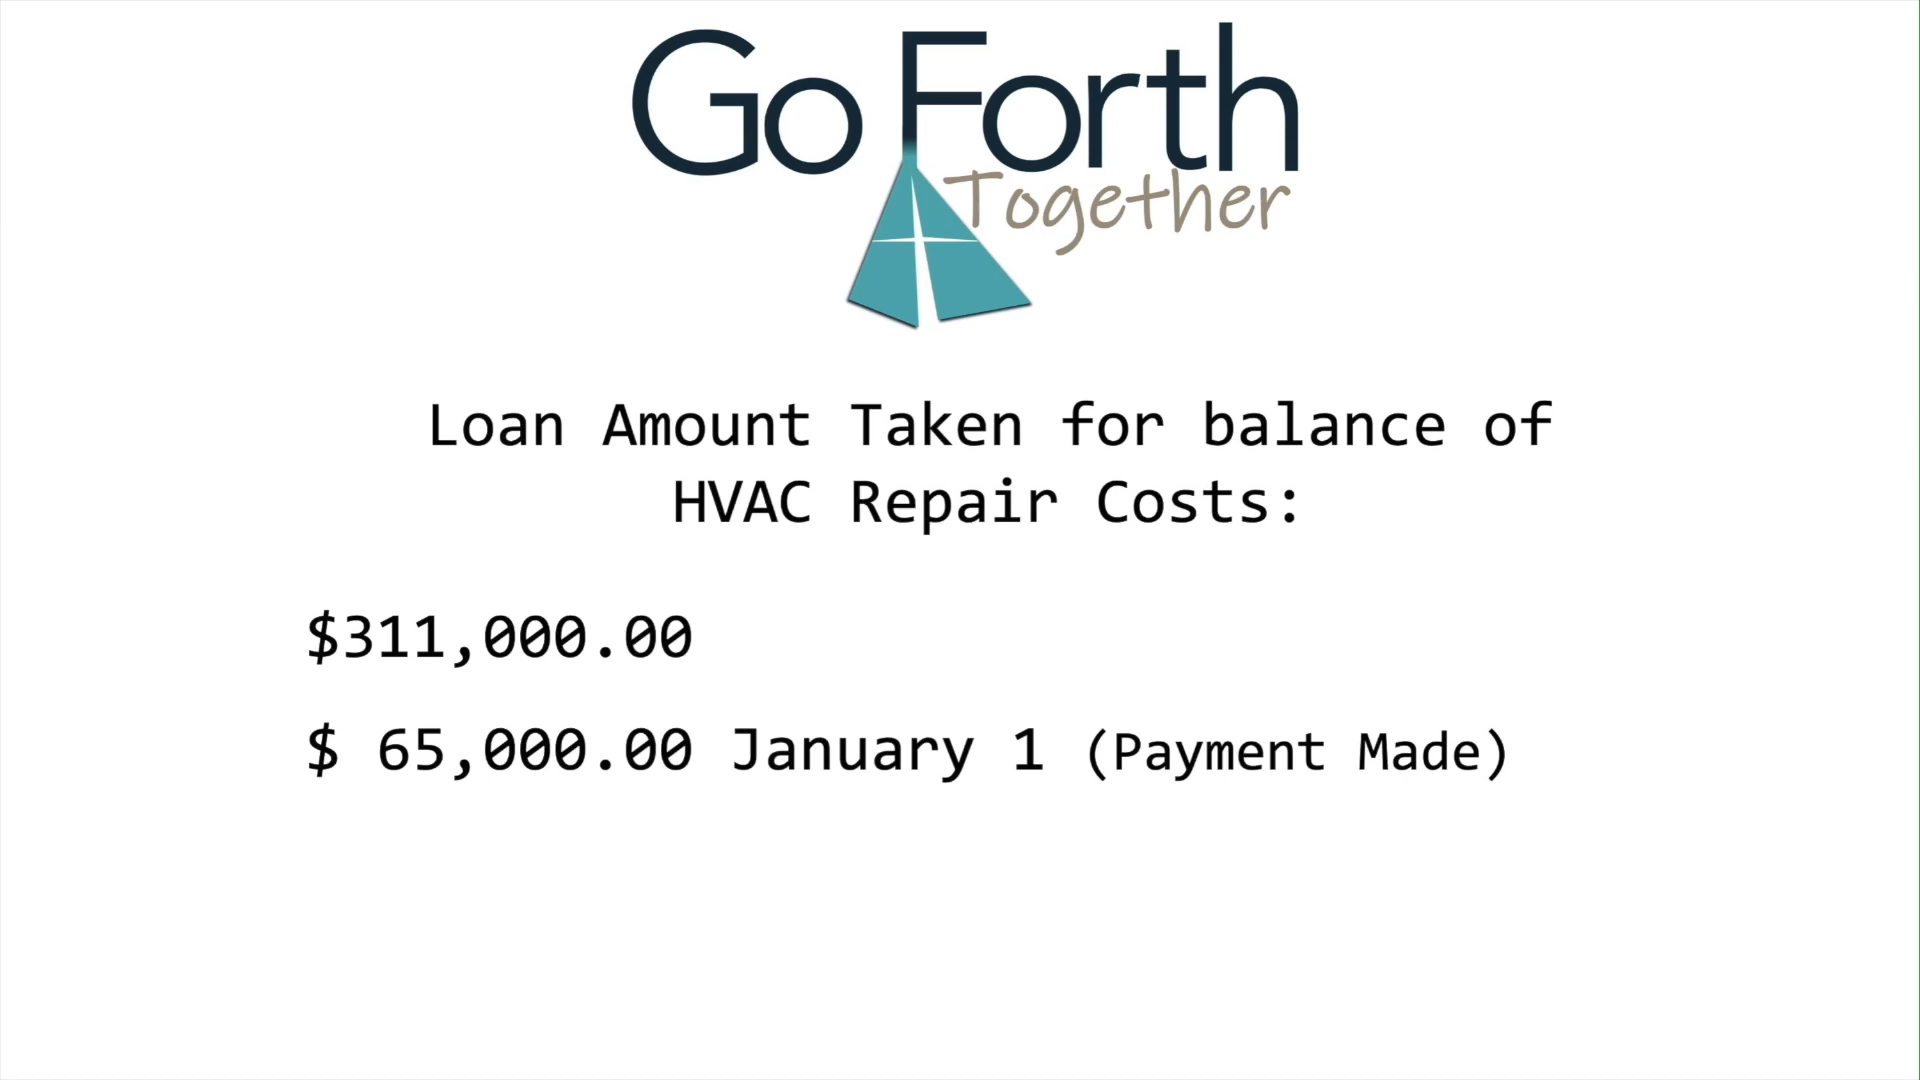 Go Forth
Together
Loan Amount Taken for balance of
HVAC Repair Costs:
$311,000.00
$ 65,000.00 January 1 (Payment Made)